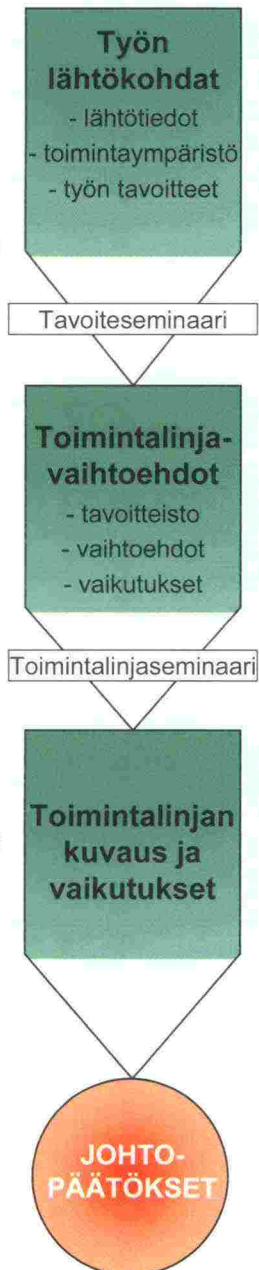 Työn
lähtökohdat
- lähtötiedot
- toimintaympäristö
- työn tavoitteet
Tavoiteseminaari
Toimintalinja-
vaihtoehdot
- tavoitteisto
- vaihtoehdot
- vaikutukset
Toimintalinjaseminaari
Toimintalinjan
kuvaus ja
vaikutukset
JOHTO-
PÄÄTÖKSET